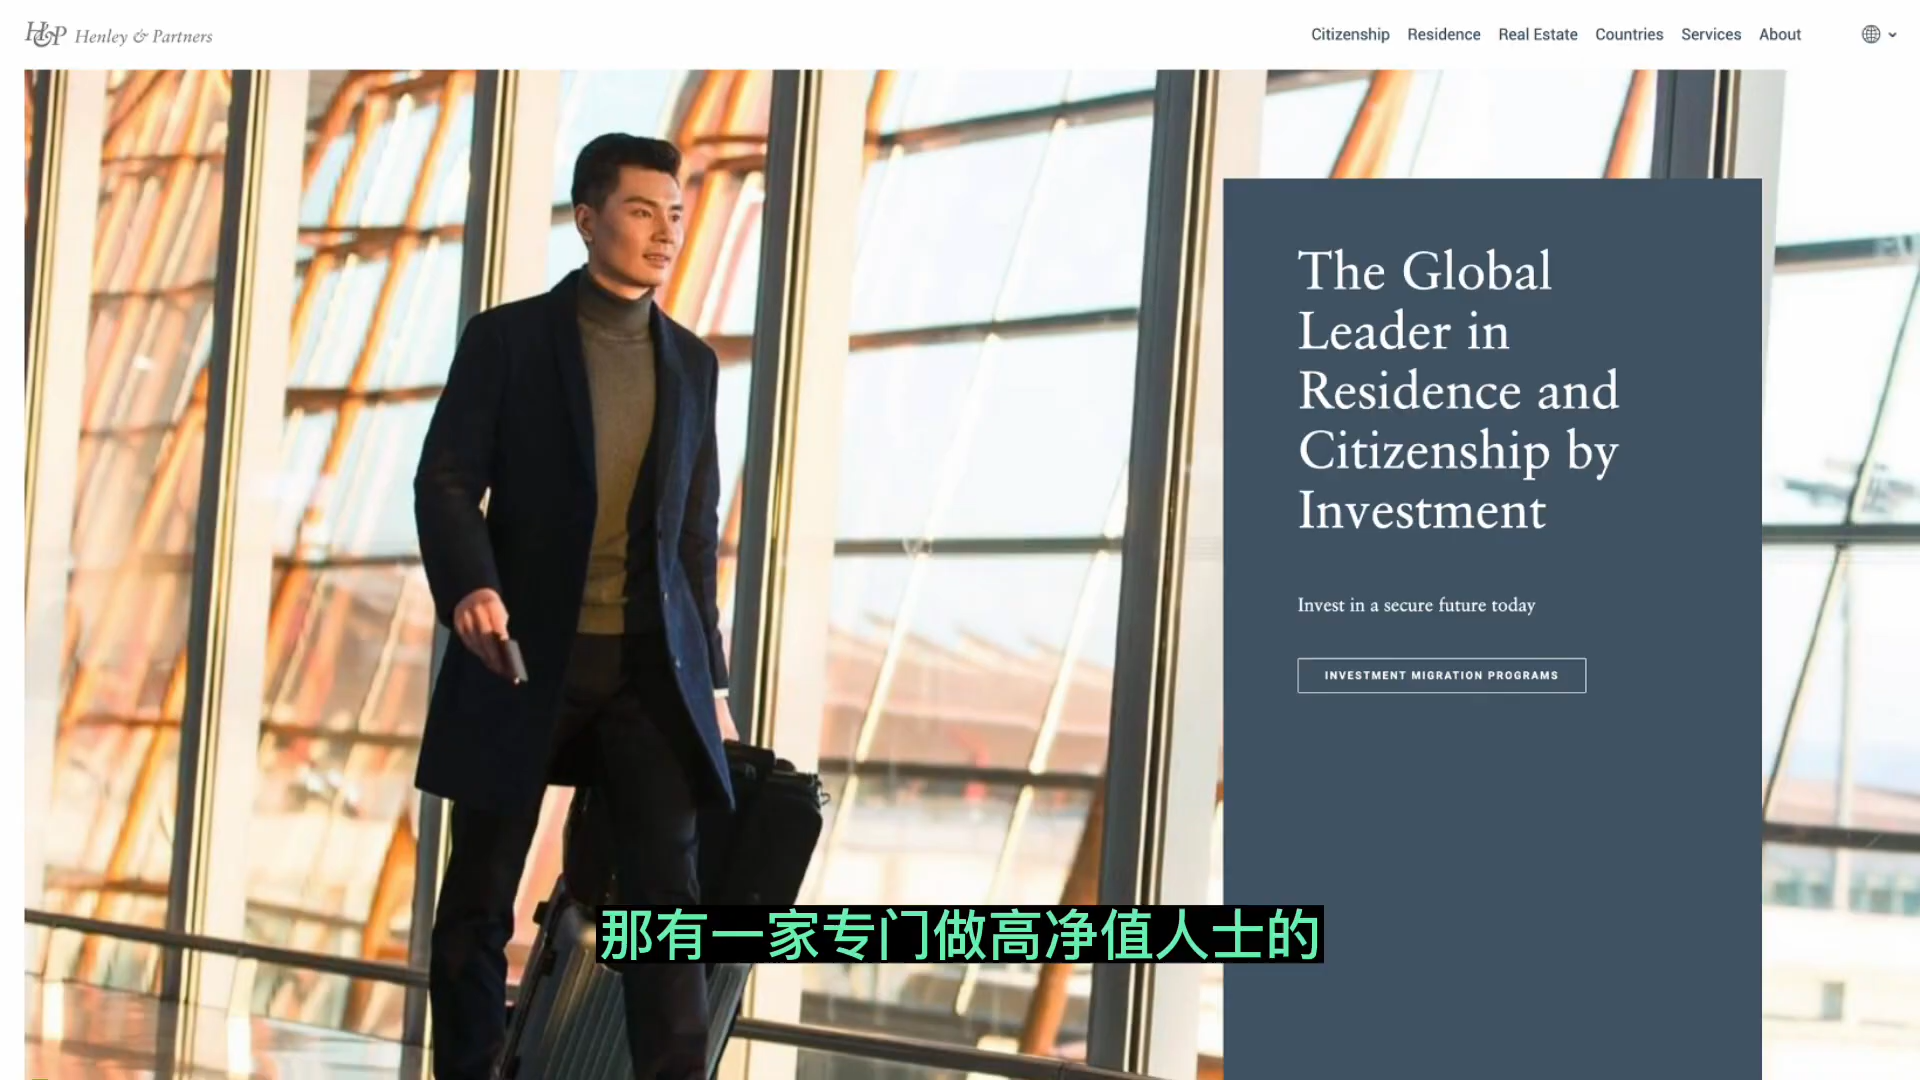 H&P Henley & Partners
Citizenship Residence Real Estate Countries Services About
The Global
Leader in
Residence and
Citizenship by
Investment
Invest in a secure future today
INVESTMENT MIGRATION PROGRAMS
那有一家专门做高净值人士的